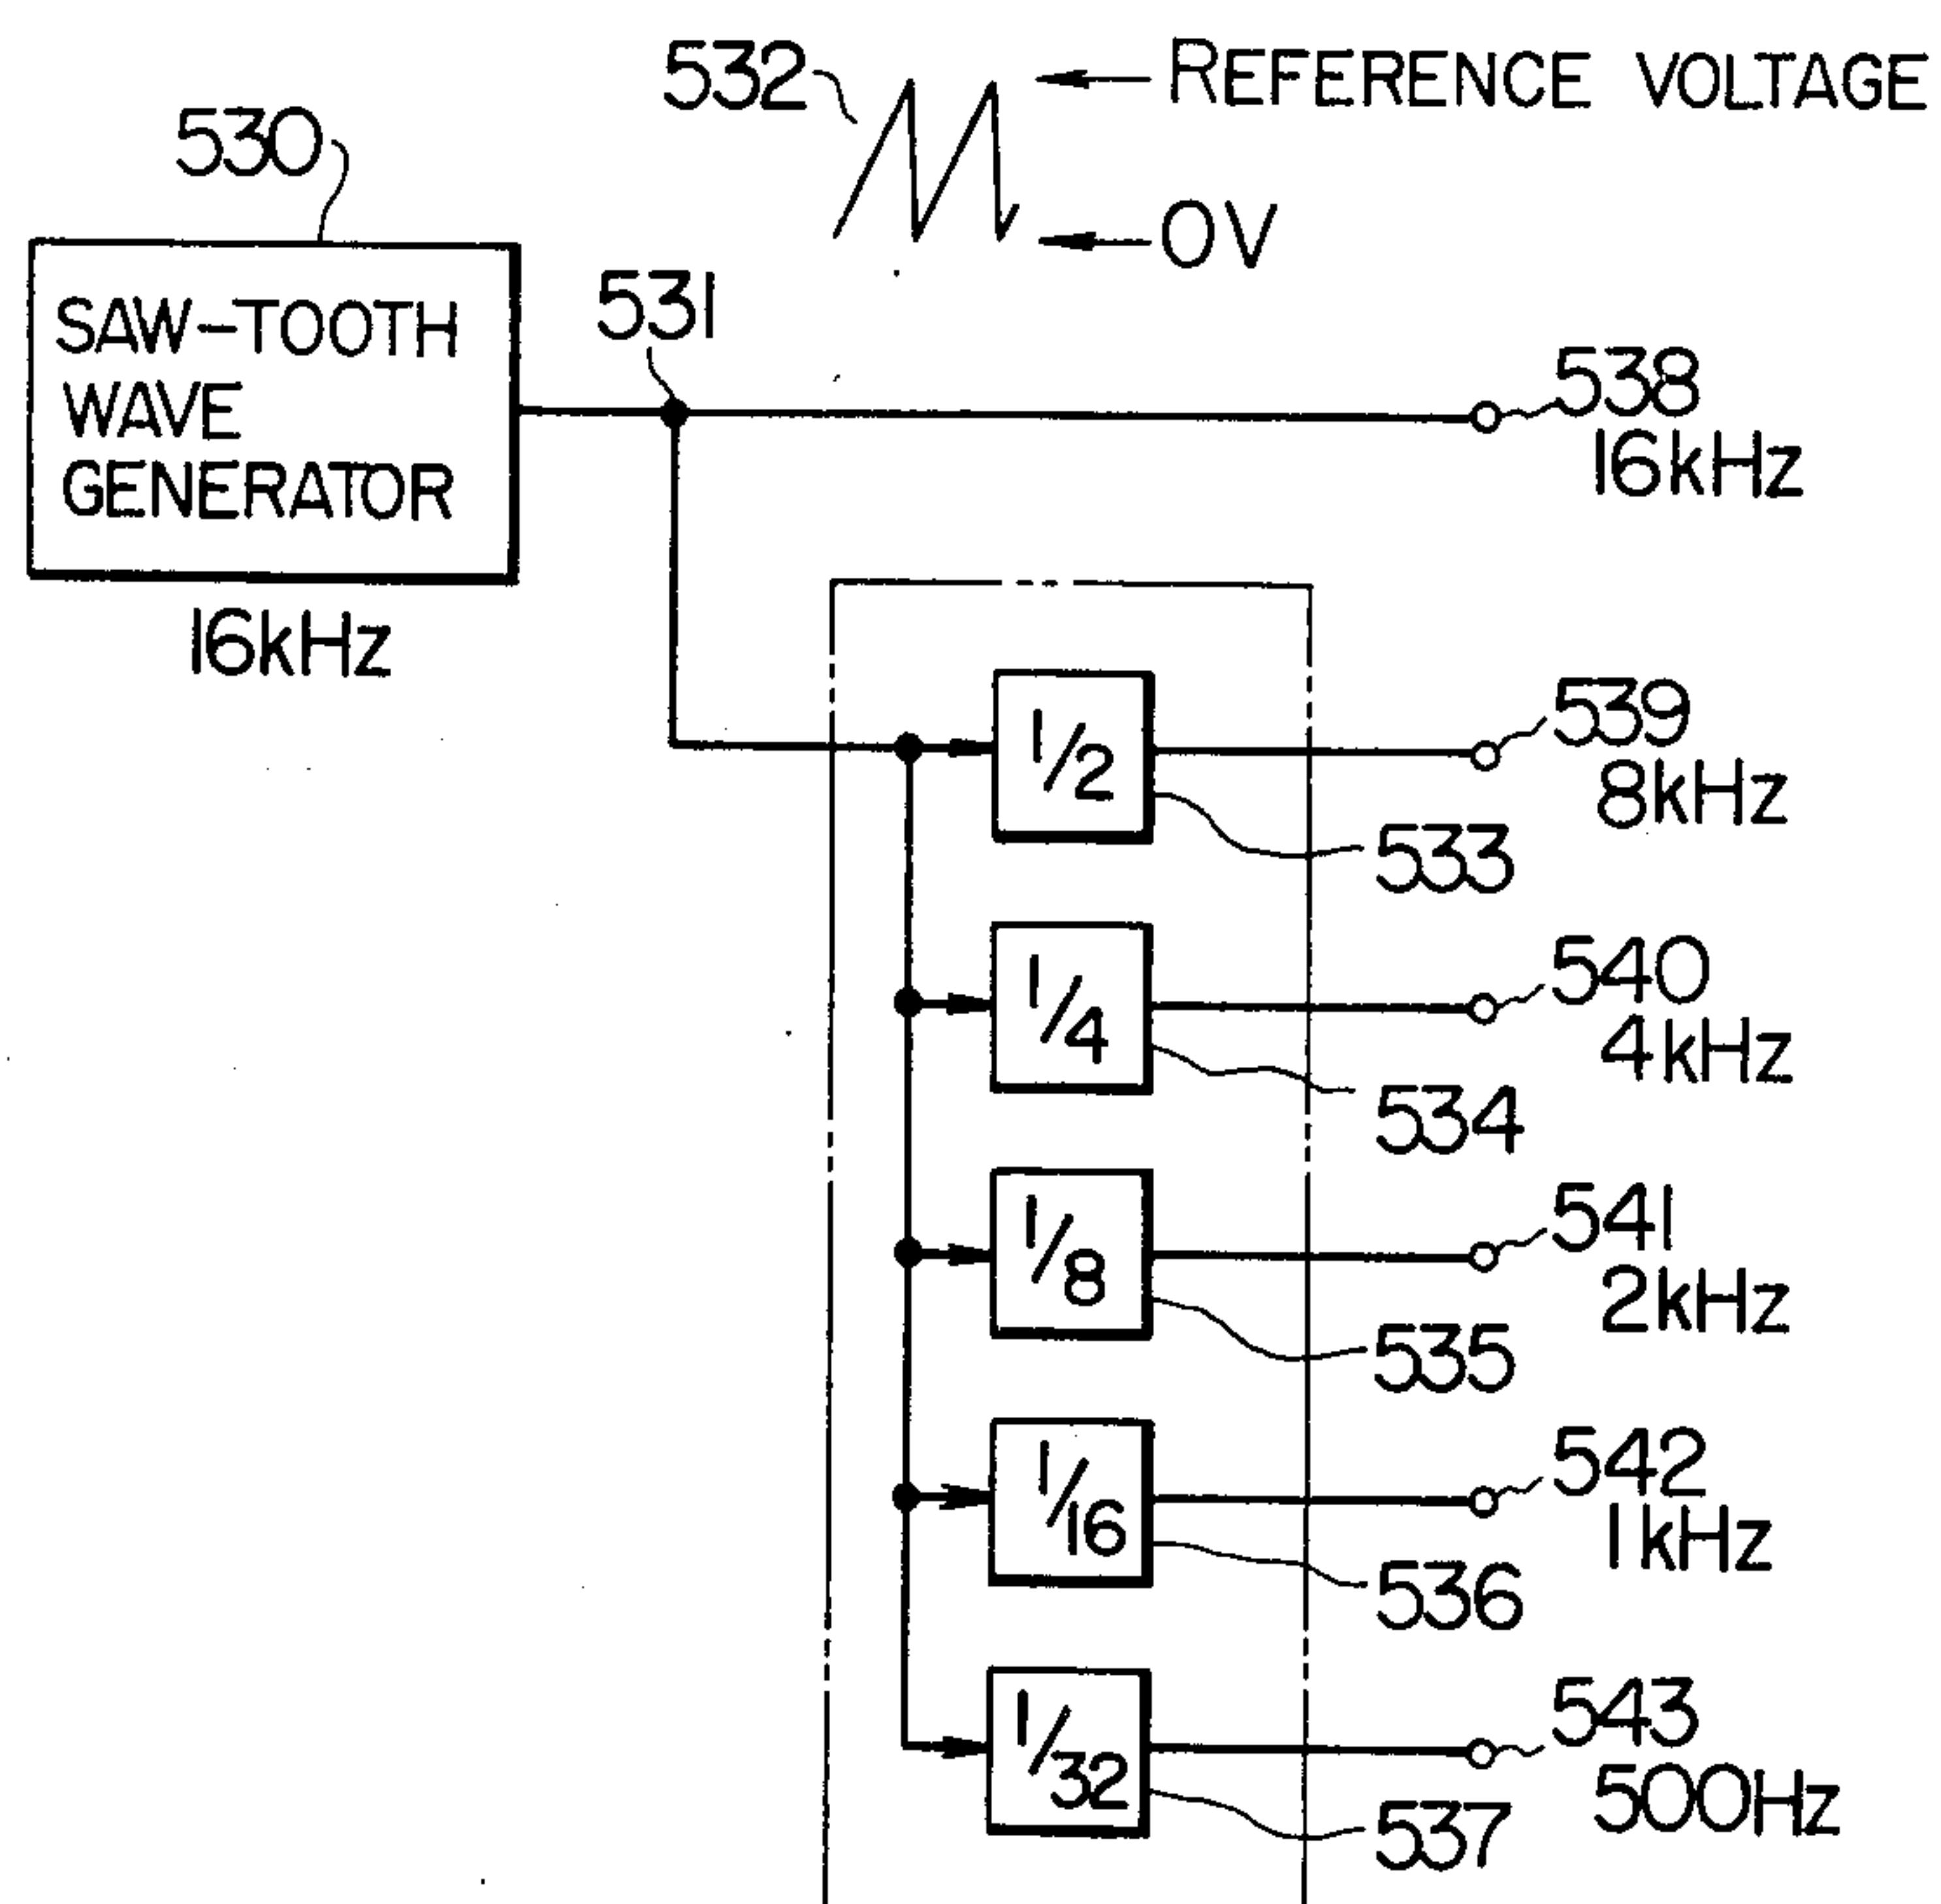 532
REFERENCE VOLTAGE
530
0V
531
SAW-TOOTH
WAVE
GENERATOR
538
16kHz
16kHz
1/2
539
8kHz
533
1/4
540
4kHz
534
1/8
541
2kHz
535
1/16
542
1kHz
536
1/32
543
500Hz
537